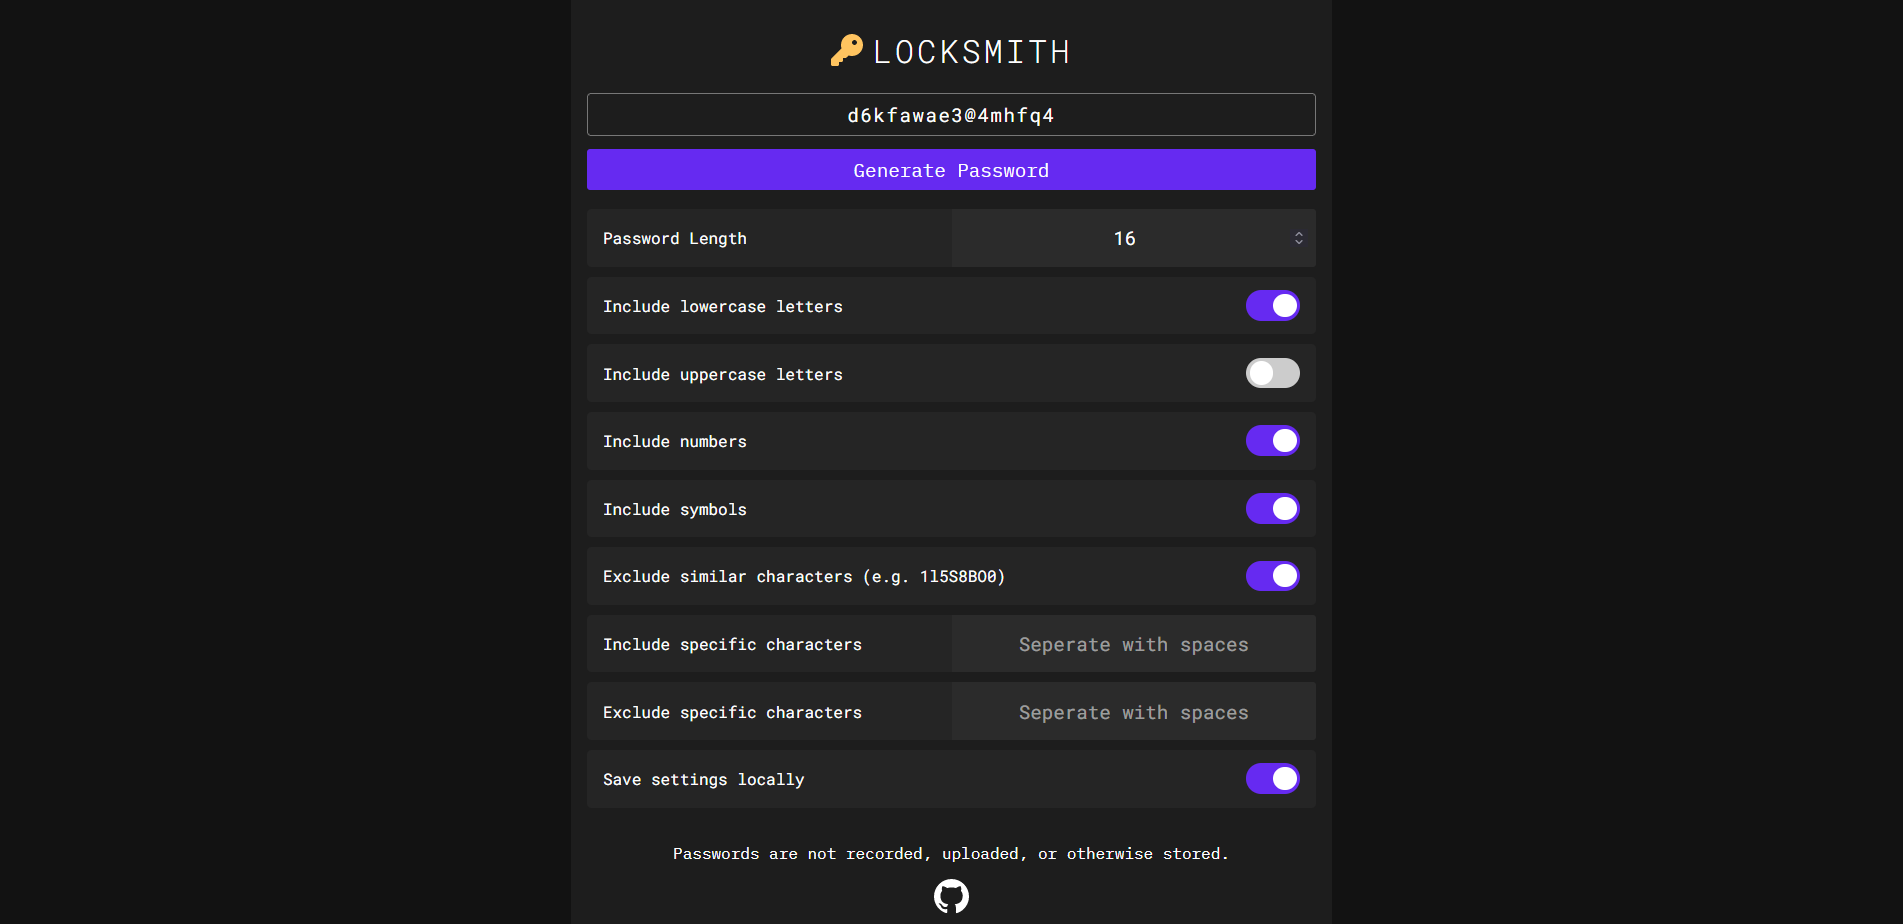 LOCKSMITH
d6kfawae3@4mhfq4
Generate Password
Password Length 16
Include lowercase letters
Include uppercase letters
Include numbers
Include symbols
Exclude similar characters (e.g. 1l5S8BO0)
Include specific characters Seperate with spaces
Exclude specific characters Seperate with spaces
Save settings locally
Passwords are not recorded, uploaded, or otherwise stored.